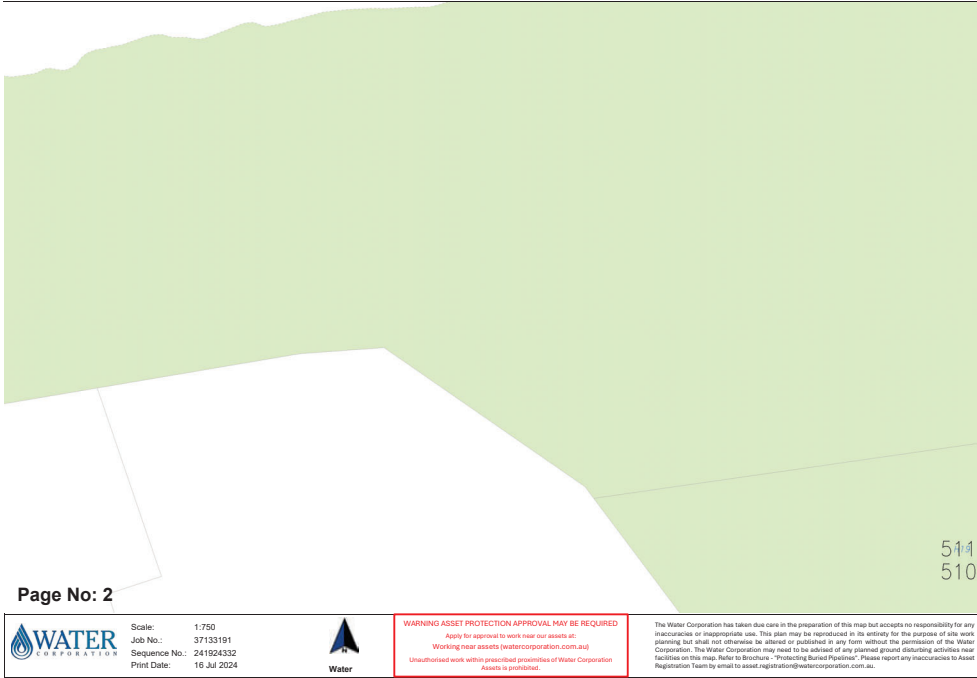 511
510
Page No: 2
WATER
CORPORATION
Scale: 1:750
Job No.: 37133191
Sequence No.: 241924332
Print Date: 16 Jul 2024
N
Water
WARNING ASSET PROTECTION APPROVAL MAY BE REQUIRED
Apply for approval to work near our assets at:
Working near assets (watercorporation.com.au)
Unauthorised work within prescribed proximities of Water Corporation
Assets is prohibited.
The Water Corporation has taken due care in the preparation of this map but accepts no responsibility for any
inaccuracies or inappropriate use. This plan may be reproduced in its entirety for the purpose of site work
planning but shall not otherwise be altered or published in any form without the permission of the Water
Corporation. The Water Corporation may need to be advised of any planned ground disturbing activities near
facilities on this map. Refer to Brochure - "Protecting Buried Pipelines". Please report any inaccuracies to Asset
Registration Team by email to asset.registration@watercorporation.com.au.